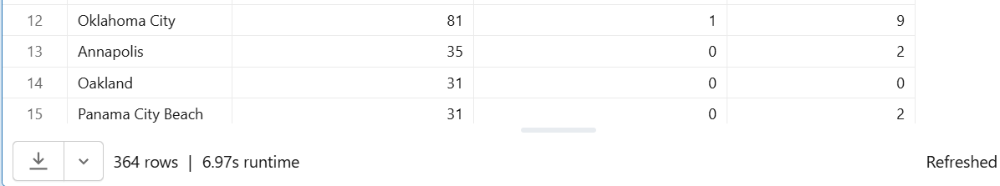 12 Oklahoma City 81 1 9
13 Annapolis 35 0 2
14 Oakland 31 0 0
15 Panama City Beach 31 0 2
364 rows | 6.97s runtime Refreshed